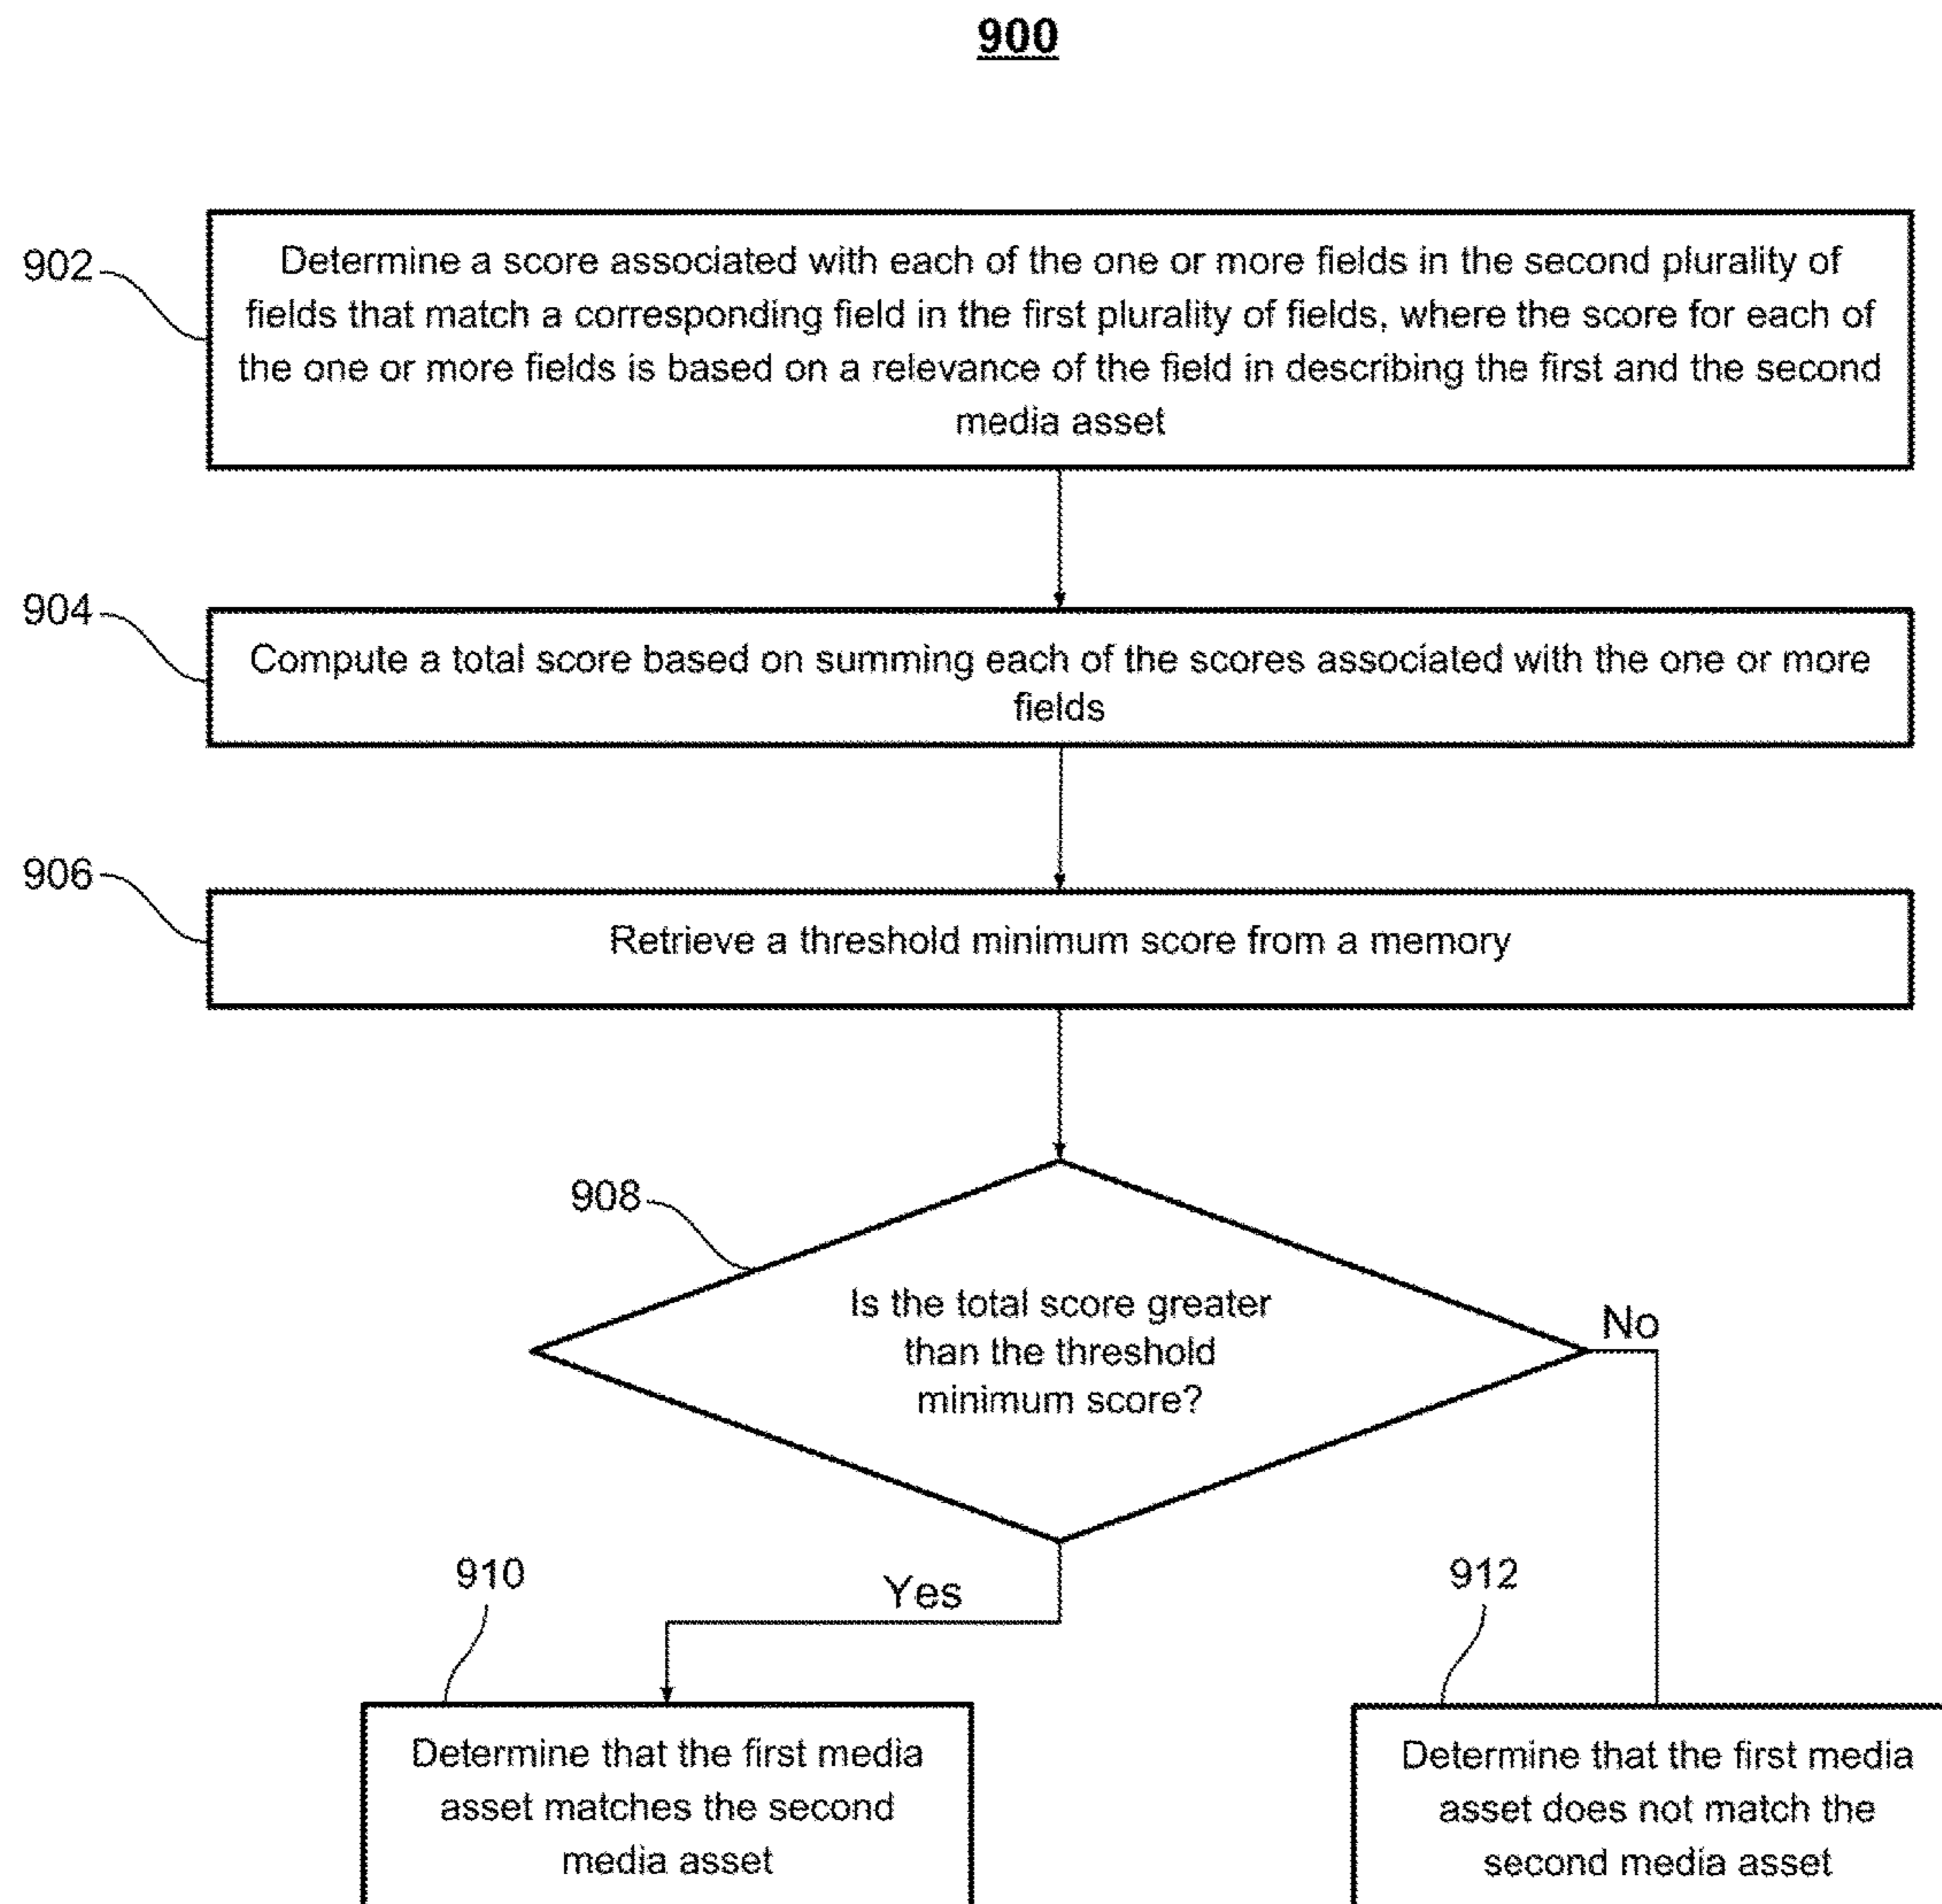 900
902
Determine a score associated with each of the one or more fields in the second plurality of
fields that match a corresponding field in the first plurality of fields, where the score for each of
the one or more fields is based on a relevance of the field in describing the first and the second
media asset
904
Compute a total score based on summing each of the scores associated with the one or more
fields
906
Retrieve a threshold minimum score from a memory
908
Is the total score greater
than the threshold
minimum score?
No
Yes
910
Determine that the first media
asset matches the second
media asset
912
Determine that the first media
asset does not match the
second media asset